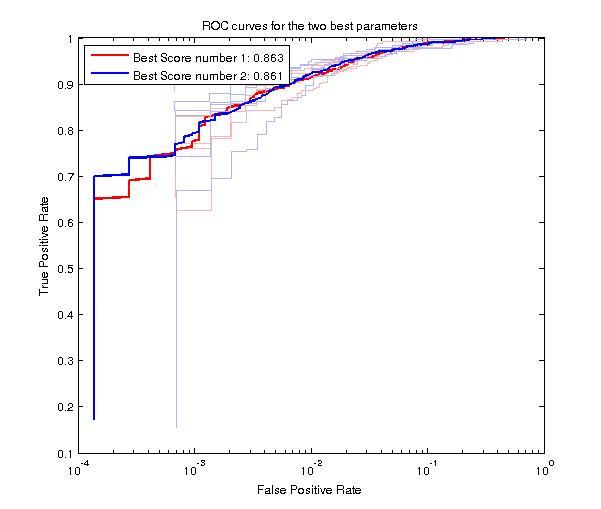 ROC curves for the two best parameters
Best Score number 1: 0.863
Best Score number 2: 0.861
True Positive Rate
1
0.9
0.8
0.7
0.6
0.5
0.4
0.3
0.2
0.1
10^-4 10^-3 10^-2 10^-1 10^0
False Positive Rate